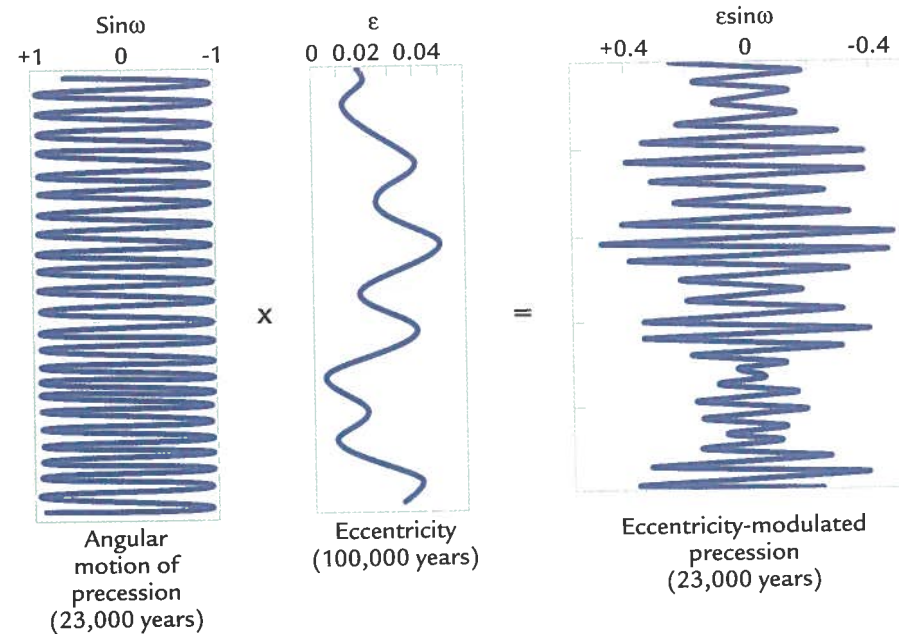 Sinω
+1 0 -1
ε
0 0.02 0.04
εsinω
+0.4 0 -0.4
x
=
Angular
motion of
precession
(23,000 years)
Eccentricity
(100,000 years)
Eccentricity-modulated
precession
(23,000 years)